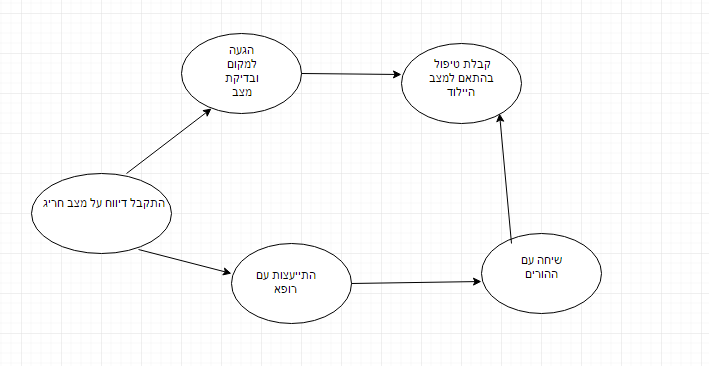 הגעה
למקום
ובדיקת
מצב
קבלת טיפול
בהתאם למצב
היילוד
התקבל דיווח על מצב חריג
התייעצות עם
רופא
שיחה עם
ההורים